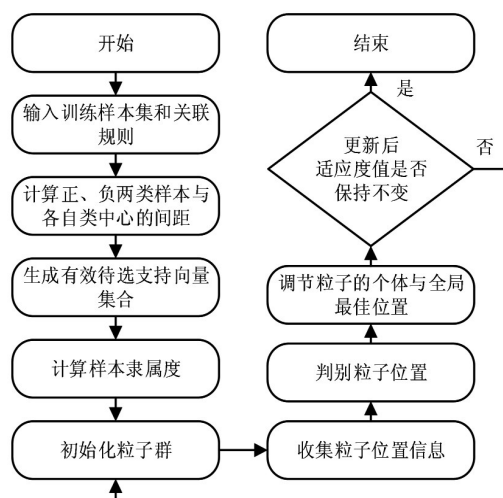 开始
输入训练样本集和关联
规则
计算正、负两类样本与
各自类中心的间距
生成有效待选支持向量
集合
计算样本隶属度
初始化粒子群
收集粒子位置信息
判别粒子位置
调节粒子的个体与全局
最佳位置
更新后
适应度值是否
保持不变
是
否
结束